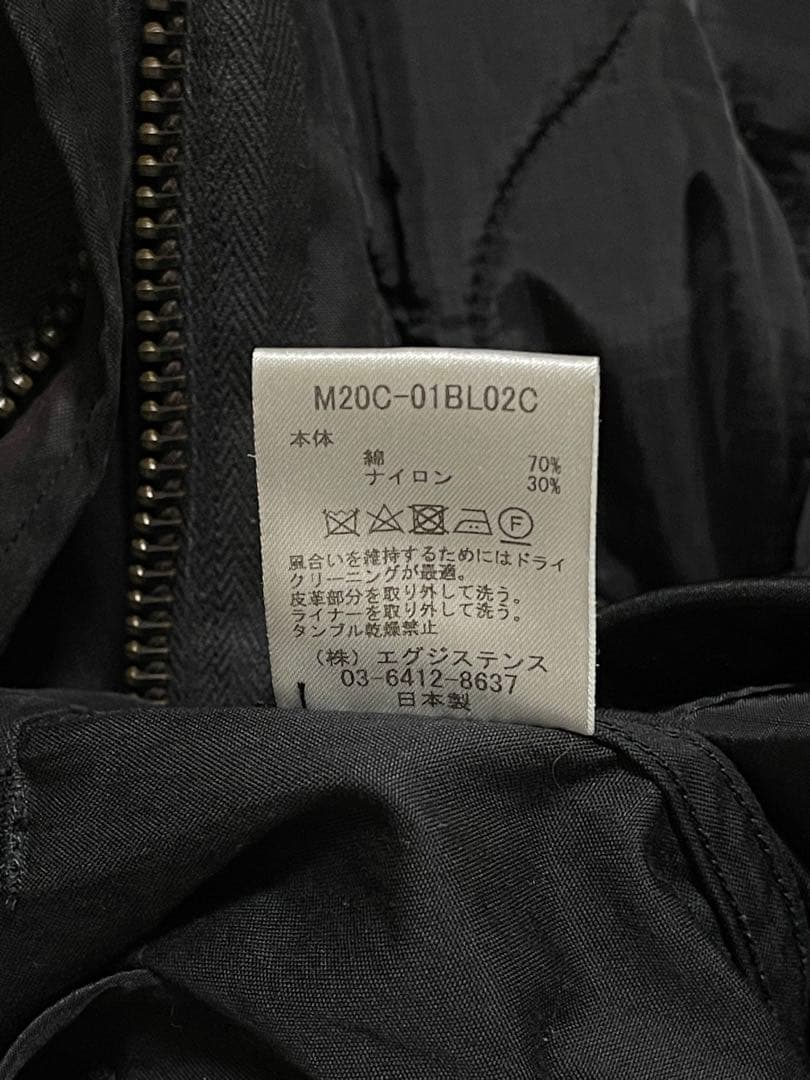 M20C-01BL02C
本体
綿 70%
ナイロン 30%
F
風合いを維持するためにはドライ
クリーニングが最適。
皮革部分を取り外して洗う。
ライナーを取り外して洗う。
タンブル乾燥禁止
(株) エグジステンス
03-6412-8637
日本製